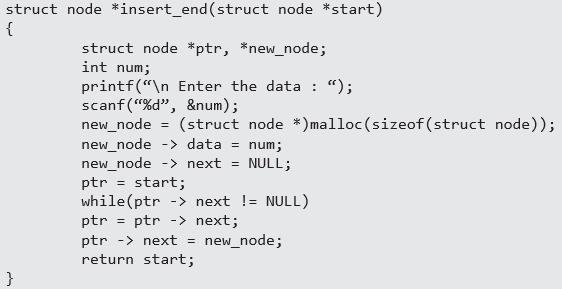 struct node *insert_end(struct node *start)
{
struct node *ptr, *new_node;
int num;
printf(“\n Enter the data : “);
scanf(“%d”, &num);
new_node = (struct node *)malloc(sizeof(struct node));
new_node -> data = num;
new_node -> next = NULL;
ptr = start;
while(ptr -> next != NULL)
ptr = ptr -> next;
ptr -> next = new_node;
return start;
}